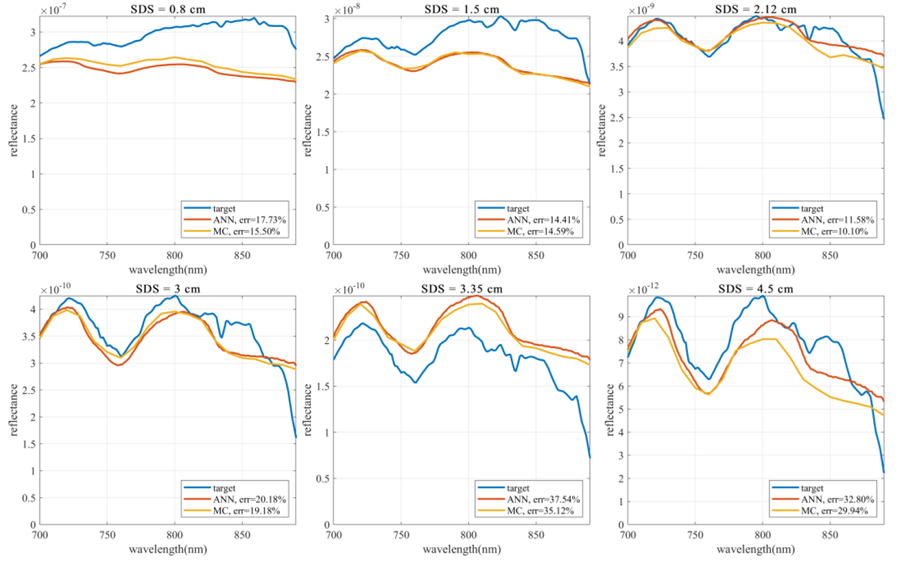 SDS = 0.8 cm
×10⁻⁷
3
2.5
2
1.5
1
0.5
0
reflectance
700 750 800 850
wavelength(nm)
target
ANN, err=17.73%
MC, err=15.50%
SDS = 1.5 cm
×10⁻⁸
3
2.5
2
1.5
1
0.5
0
reflectance
700 750 800 850
wavelength(nm)
target
ANN, err=14.41%
MC, err=14.59%
SDS = 2.12 cm
×10⁻⁹
4
3.5
3
2.5
2
1.5
1
0.5
0
reflectance
700 750 800 850
wavelength(nm)
target
ANN, err=11.58%
MC, err=10.10%
SDS = 3 cm
×10⁻¹⁰
4
3.5
3
2.5
2
1.5
1
0.5
0
reflectance
700 750 800 850
wavelength(nm)
target
ANN, err=20.18%
MC, err=19.18%
SDS = 3.35 cm
×10⁻¹⁰
2
1.5
1
0.5
0
reflectance
700 750 800 850
wavelength(nm)
target
ANN, err=37.54%
MC, err=35.12%
SDS = 4.5 cm
×10⁻¹²
9
8
7
6
5
4
3
2
1
0
reflectance
700 750 800 850
wavelength(nm)
target
ANN, err=32.80%
MC, err=29.94%